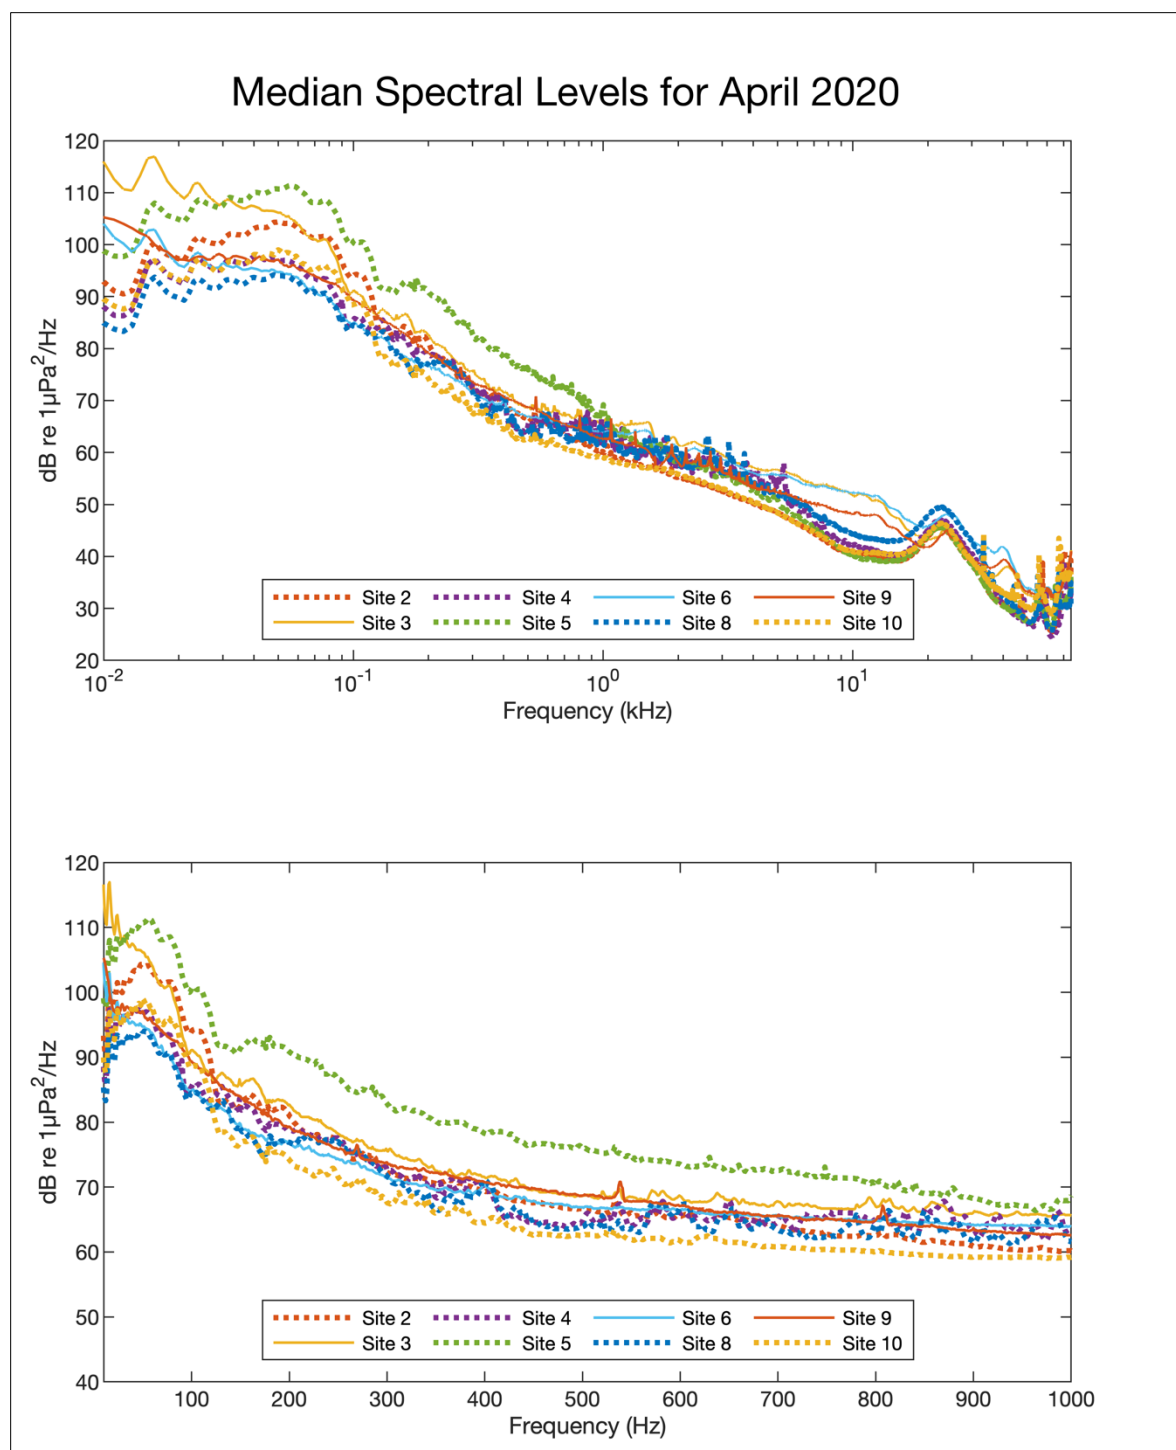 Median Spectral Levels for April 2020
120
110
100
90
80
70
60
50
40
30
20
dB re 1µPa²/Hz
Site 2 Site 4 Site 6 Site 9
Site 3 Site 5 Site 8 Site 10
10⁻² 10⁻¹ 10⁰ 10¹
Frequency (kHz)
120
110
100
90
80
70
60
50
40
dB re 1µPa²/Hz
Site 2 Site 4 Site 6 Site 9
Site 3 Site 5 Site 8 Site 10
100 200 300 400 500 600 700 800 900 1000
Frequency (Hz)